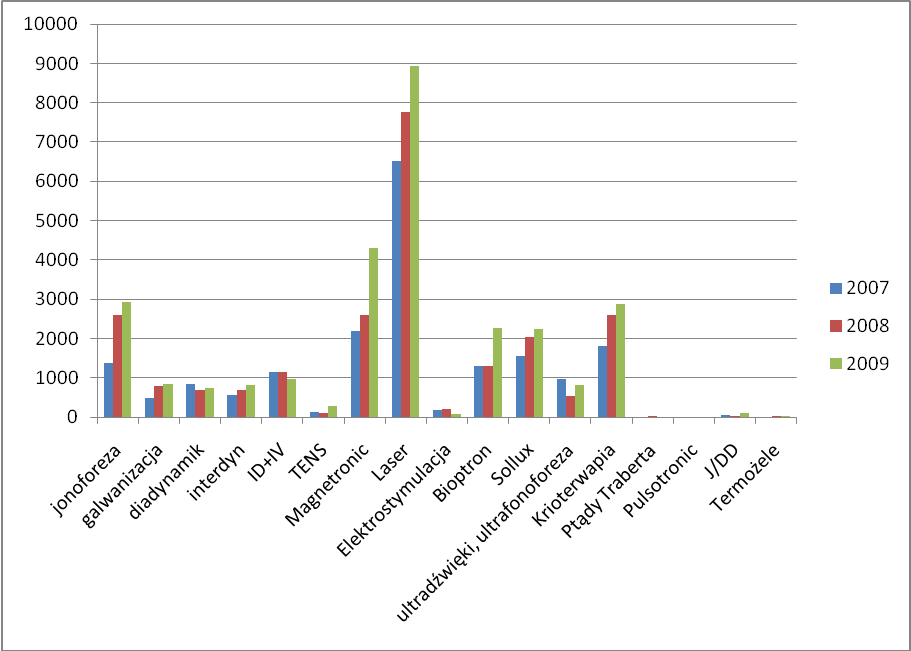 10000
9000
8000
7000
6000
5000
4000
3000
2000
1000
0
jonoforeza
galwanizacja
diadynamik
interdyn
ID+IV
TENS
Magnetronic
Laser
Elektrostymulacja
Bioptron
Sollux
ultradźwięki, ultrafonoforeza
Krioterwapia
Ptądy Traberta
Pulsotronic
J/DD
Termożele
2007
2008
2009